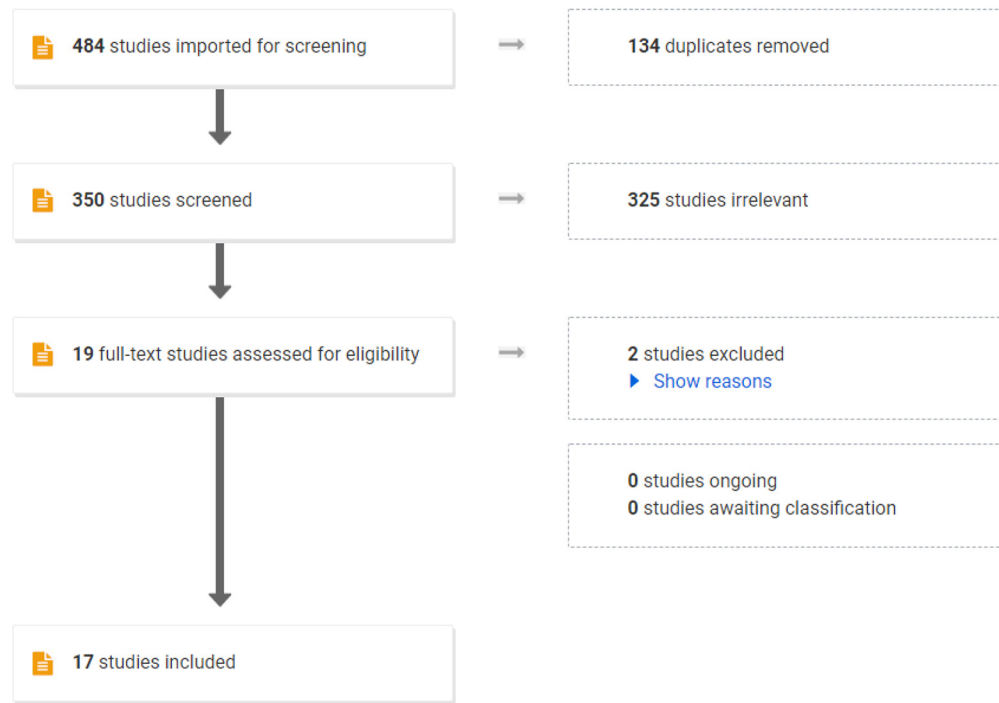 484 studies imported for screening
134 duplicates removed
350 studies screened
325 studies irrelevant
19 full-text studies assessed for eligibility
2 studies excluded
Show reasons
0 studies ongoing
0 studies awaiting classification
17 studies included